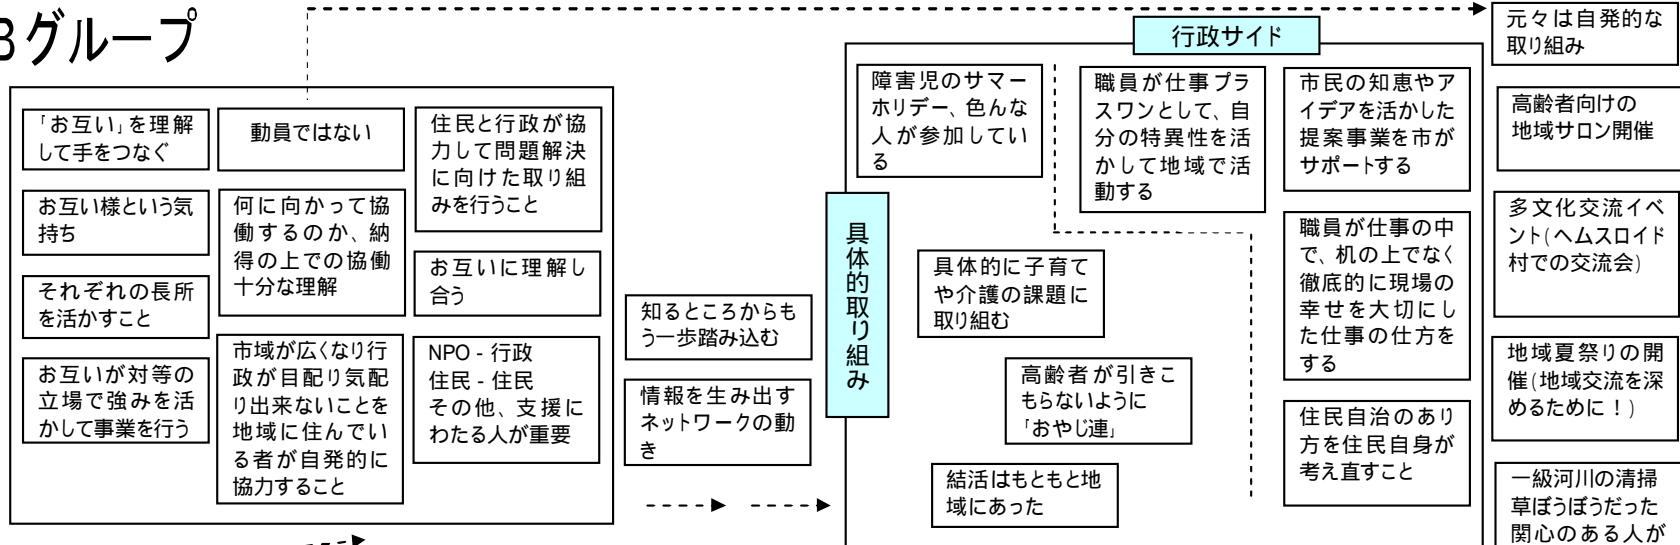 Bグループ
「お互い」を理解
して手をつなぐ
お互い様という気
持ち
それぞれの長所
を活かすこと
お互いが対等の
立場で強みを活
かして事業を行う
動員ではない
何に向かって協
働するのか、納
得の上での協働
十分な理解
市域が広くなり行
政が目配り気配
り出来ないことを
地域に住んでい
る者が自発的に
協力すること
住民と行政が協
力して問題解決
に向けた取り組
みを行うこと
お互いに理解し
合う
NPO - 行政
住民 - 住民
その他、支援に
わたる人が重要
知るところからも
う一歩踏み込む
情報を生み出す
ネットワークの動
き
具体的取り組み
行政サイド
障害児のサマー
ホリデー、色んな
人が参加してい
る
具体的に子育て
や介護の課題に
取り組む
高齢者が引きこ
もらないように
「おやじ連」
結活はもともと地
域にあった
職員が仕事プラ
スワンとして、自
分の特異性を活
かして地域で活
動する
市民の知恵やア
イデアを活かした
提案事業を市が
サポートする
職員が仕事の中
で、机の上でなく
徹底的に現場の
幸せを大切にし
た仕事の仕方を
する
住民自治のあり
方を住民自身が
考え直すこと
元々は自発的な
取り組み
高齢者向けの
地域サロン開催
多文化交流イベ
ント(ヘムスロイド
村での交流会)
地域夏祭りの開
催(地域交流を深
めるために！)
一級河川の清掃
草ぼうぼうだった
関心のある人が